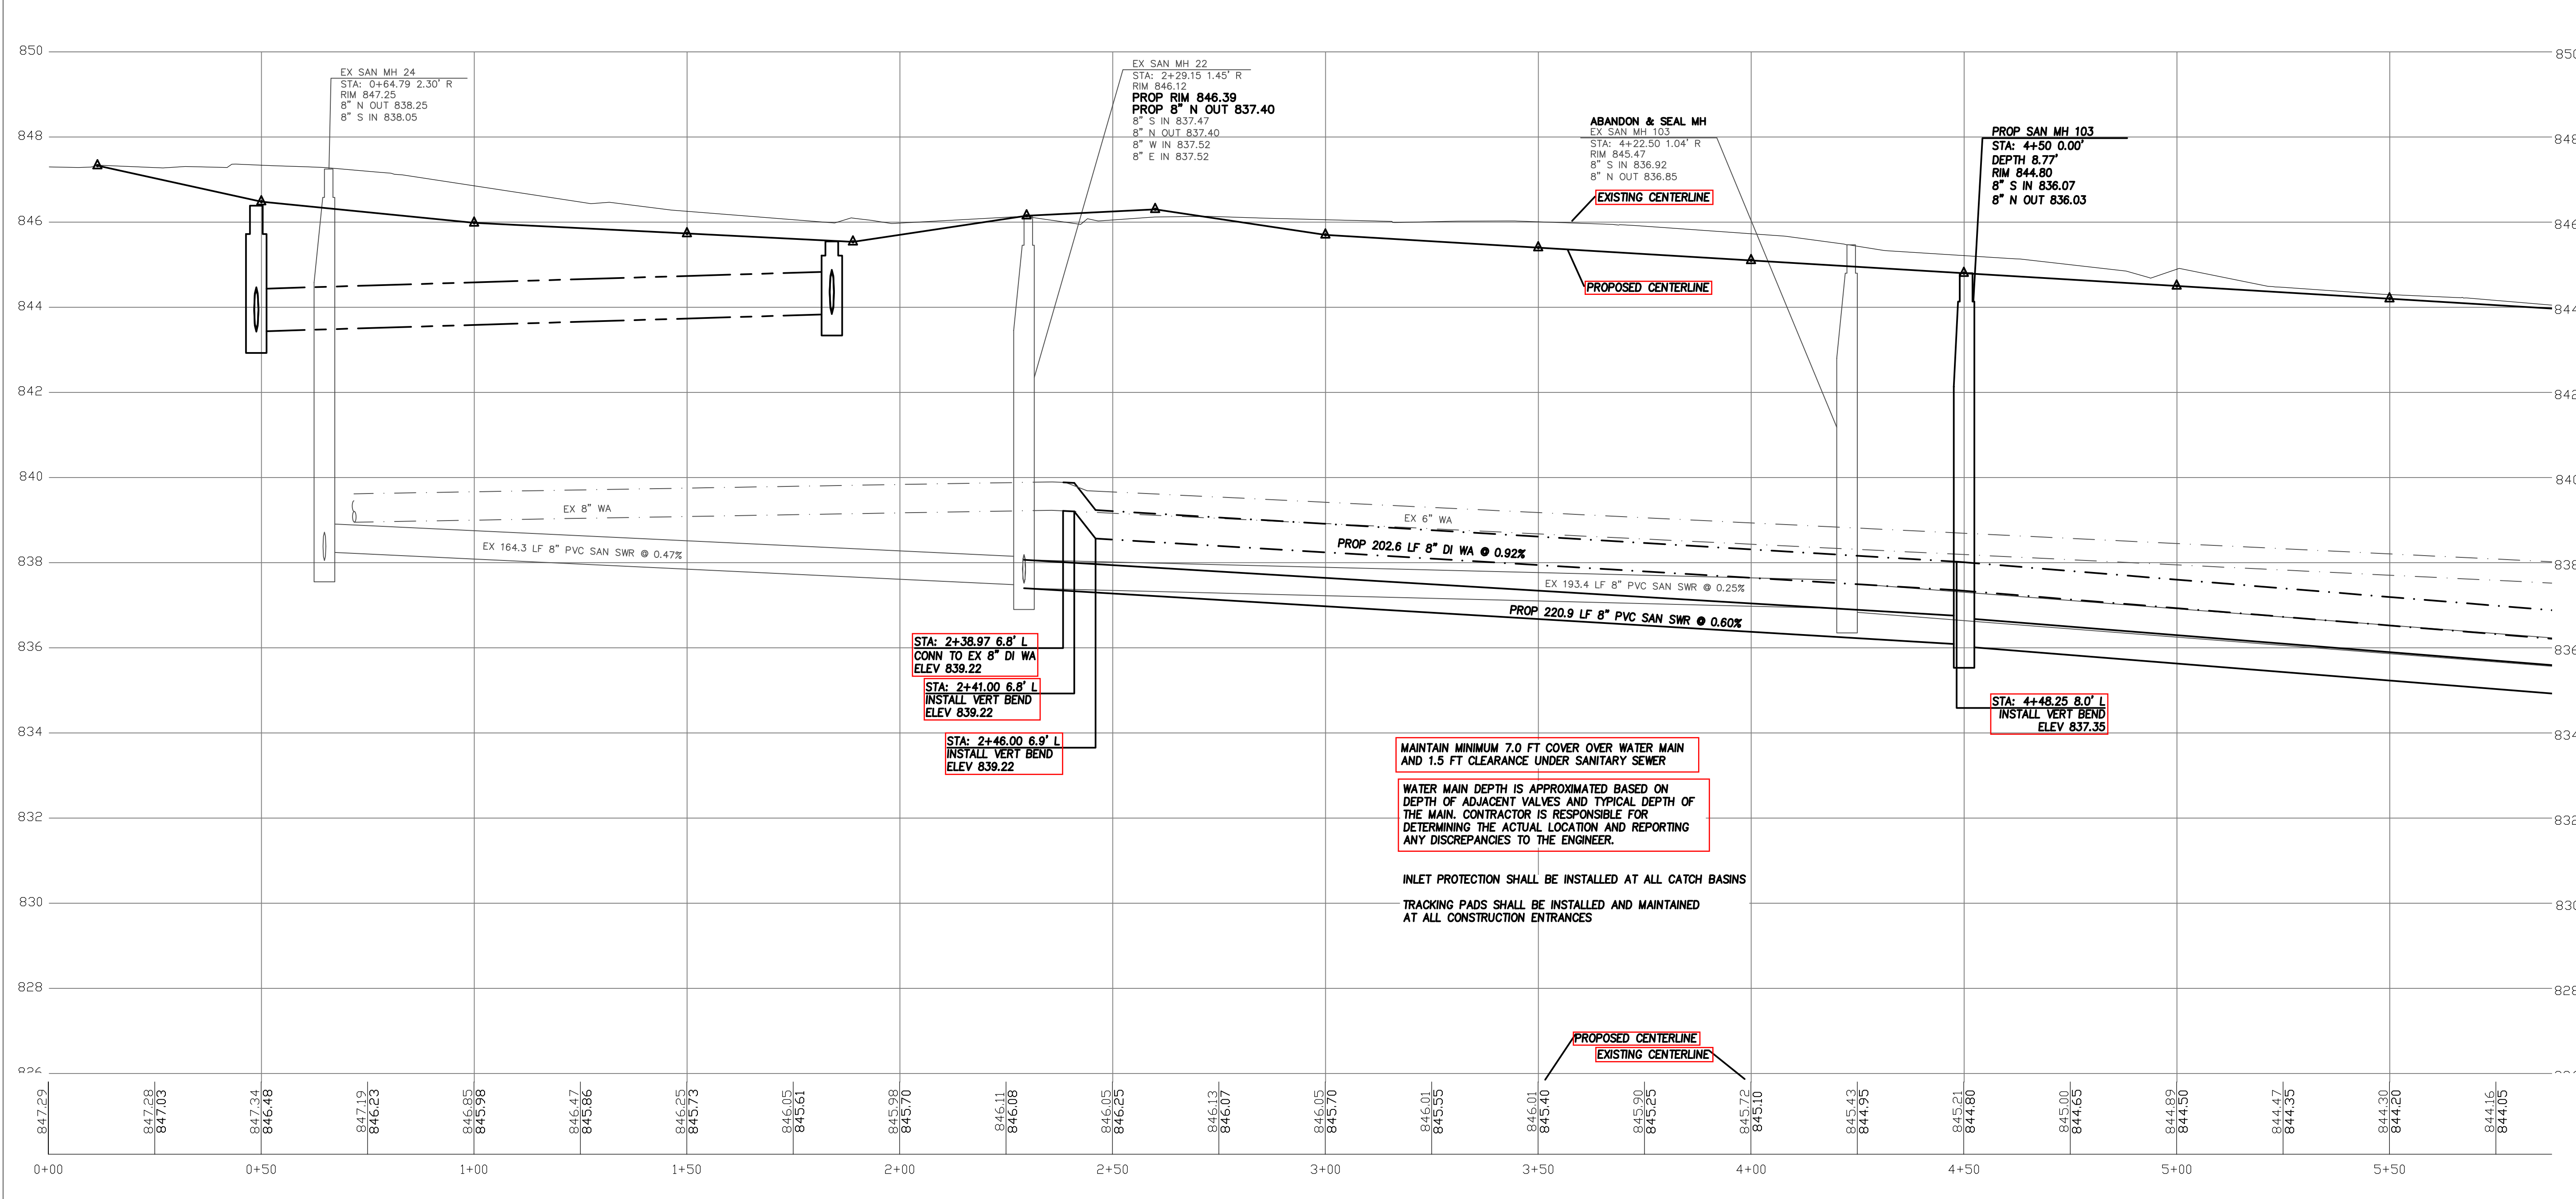 850
848
846
844
842
840
838
836
834
832
830
828
826
EX SAN MH 24
STA: 0+64.79 2.30' R
RIM 847.25
8" N OUT 838.25
8" S IN 838.05
EX SAN MH 22
STA: 2+29.15 1.45' R
RIM 846.12
PROP RIM 846.39
PROP 8" N OUT 837.40
8" S IN 837.47
8" N OUT 837.40
8" W IN 837.52
8" E IN 837.52
ABANDON & SEAL MH
EX SAN MH 103
STA: 4+22.50 1.04' R
RIM 845.47
8" S IN 836.92
8" N OUT 836.85
EXISTING CENTERLINE
PROPOSED CENTERLINE
PROP SAN MH 103
STA: 4+50 0.00'
DEPTH 8.77'
RIM 844.80
8" S IN 836.07
8" N OUT 836.03
EX 8" WA
EX 164.3 LF 8" PVC SAN SWR @ 0.47%
EX 6" WA
PROP 202.6 LF 8" DI WA @ 0.92%
EX 193.4 LF 8" PVC SAN SWR @ 0.25%
PROP 220.9 LF 8" PVC SAN SWR @ 0.60%
STA: 2+38.97 6.8' L
CONN TO EX 8" DI WA
ELEV 839.22
STA: 2+41.00 6.8' L
INSTALL VERT BEND
ELEV 839.22
STA: 2+46.00 6.9' L
INSTALL VERT BEND
ELEV 839.22
STA: 4+48.25 8.0' L
INSTALL VERT BEND
ELEV 837.35
MAINTAIN MINIMUM 7.0 FT COVER OVER WATER MAIN
AND 1.5 FT CLEARANCE UNDER SANITARY SEWER
WATER MAIN DEPTH IS APPROXIMATED BASED ON
DEPTH OF ADJACENT VALVES AND TYPICAL DEPTH OF
THE MAIN. CONTRACTOR IS RESPONSIBLE FOR
DETERMINING THE ACTUAL LOCATION AND REPORTING
ANY DISCREPANCIES TO THE ENGINEER.
INLET PROTECTION SHALL BE INSTALLED AT ALL CATCH BASINS
TRACKING PADS SHALL BE INSTALLED AND MAINTAINED
AT ALL CONSTRUCTION ENTRANCES
PROPOSED CENTERLINE
EXISTING CENTERLINE
850
848
846
844
842
840
838
836
834
832
830
828
847.29
847.28
847.03
847.34
846.48
847.19
846.23
846.85
845.98
846.47
845.86
846.25
845.73
846.05
845.61
845.98
845.70
846.11
846.08
846.05
846.25
846.13
846.07
846.05
845.70
846.01
845.55
846.01
845.40
845.90
845.25
845.72
845.10
845.43
844.95
845.21
844.80
845.00
844.65
844.89
844.50
844.47
844.35
844.30
844.20
844.16
844.05
0+00
0+50
1+00
1+50
2+00
2+50
3+00
3+50
4+00
4+50
5+00
5+50